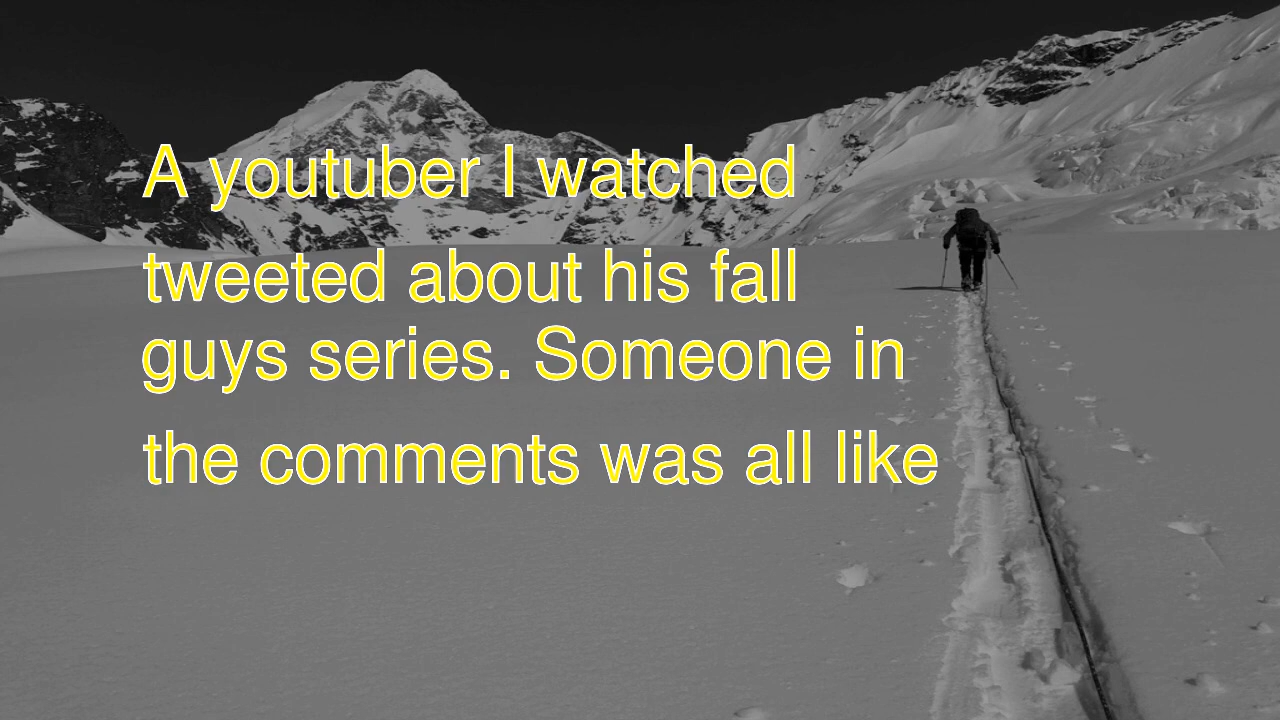 A youtuber I watched
tweeted about his fall
guys series. Someone in
the comments was all like